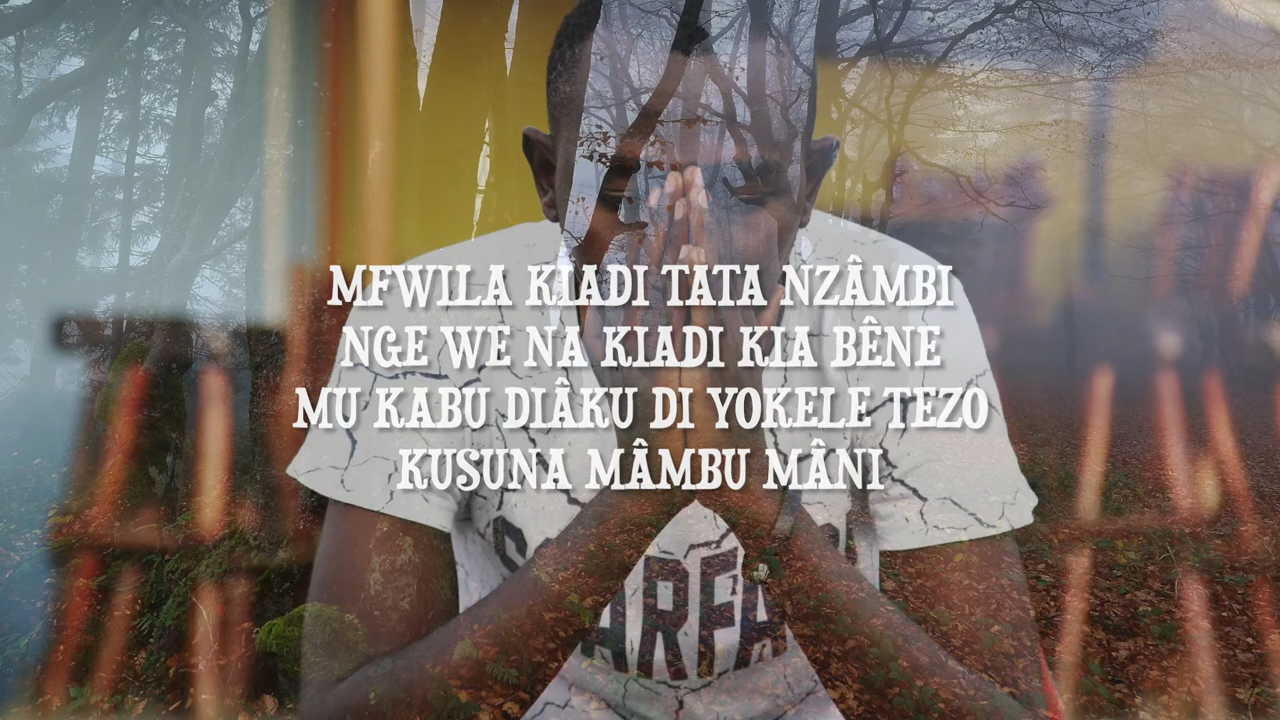 MFWILA KIADI TATA NZÂMBI
NGE WE NA KIADI KIA BÊNE
MU KABU DIÂKU DI YOKELE TEZO
KUSUNA MÂMBU MÂNI